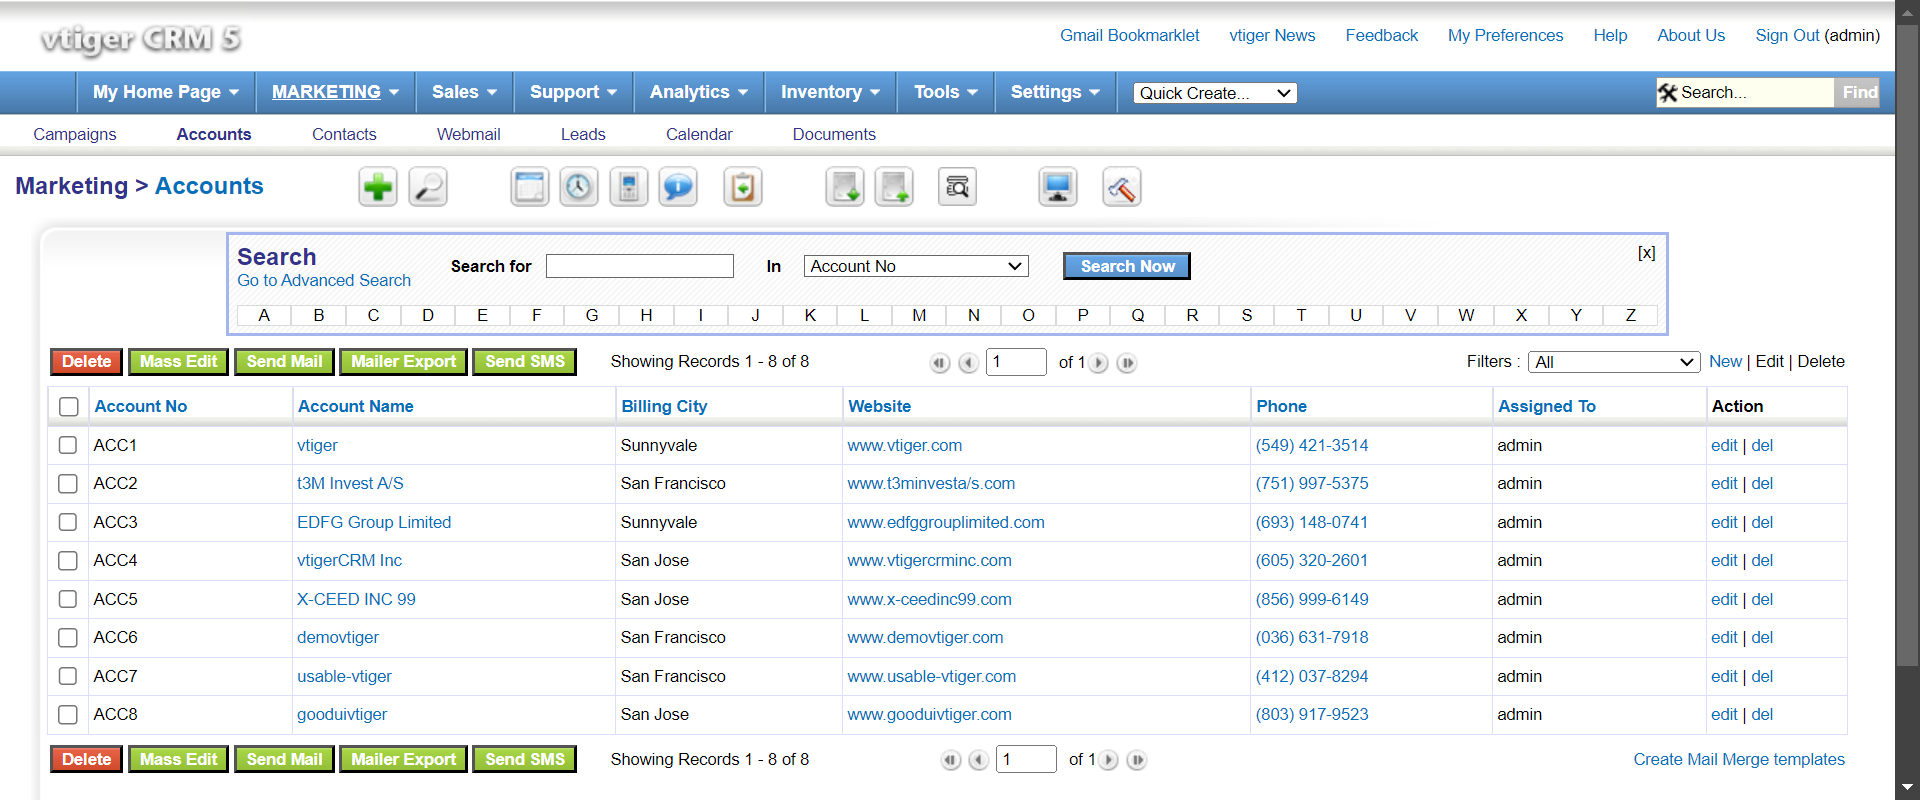 vtiger CRM 5
Gmail Bookmarklet vtiger News Feedback My Preferences Help About Us Sign Out (admin)
My Home Page MARKETING Sales Support Analytics Inventory Tools Settings Quick Create... Search... Find
Campaigns Accounts Contacts Webmail Leads Calendar Documents
Marketing > Accounts
Search Search for In Account No Search Now [x]
Go to Advanced Search
A B C D E F G H I J K L M N O P Q R S T U V W X Y Z
Delete Mass Edit Send Mail Mailer Export Send SMS Showing Records 1 - 8 of 8 1 of 1 Filters : All New | Edit | Delete
Account No Account Name Billing City Website Phone Assigned To Action
ACC1 vtiger Sunnyvale www.vtiger.com (549) 421-3514 admin edit | del
ACC2 t3M Invest A/S San Francisco www.t3minvesta/s.com (751) 997-5375 admin edit | del
ACC3 EDFG Group Limited Sunnyvale www.edfggrouplimited.com (693) 148-0741 admin edit | del
ACC4 vtigerCRM Inc San Jose www.vtigercrminc.com (605) 320-2601 admin edit | del
ACC5 X-CEED INC 99 San Jose www.x-ceedinc99.com (856) 999-6149 admin edit | del
ACC6 demovtiger San Francisco www.demovtiger.com (036) 631-7918 admin edit | del
ACC7 usable-vtiger San Francisco www.usable-vtiger.com (412) 037-8294 admin edit | del
ACC8 gooduivtiger San Jose www.gooduivtiger.com (803) 917-9523 admin edit | del
Delete Mass Edit Send Mail Mailer Export Send SMS Showing Records 1 - 8 of 8 1 of 1 Create Mail Merge templates